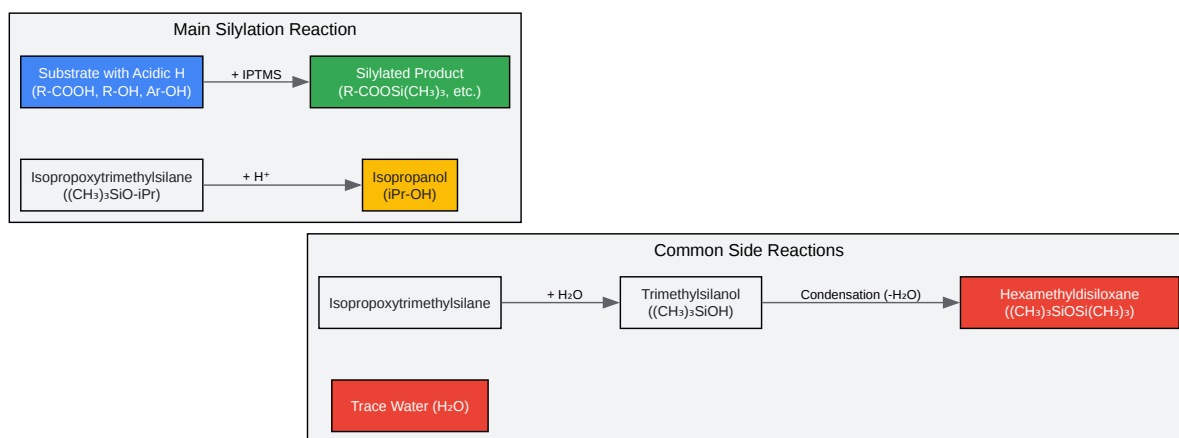 Main Silylation Reaction
Substrate with Acidic H
(R-COOH, R-OH, Ar-OH)
+ IPTMS
Silylated Product
(R-COOSi(CH₃)₃, etc.)
Isopropoxytrimethylsilane
((CH₃)₃SiO-iPr)
+ H⁺
Isopropanol
(iPr-OH)
Common Side Reactions
Isopropoxytrimethylsilane
+ H₂O
Trimethylsilanol
((CH₃)₃SiOH)
Condensation (-H₂O)
Hexamethyldisiloxane
((CH₃)₃SiOSi(CH₃)₃)
Trace Water (H₂O)